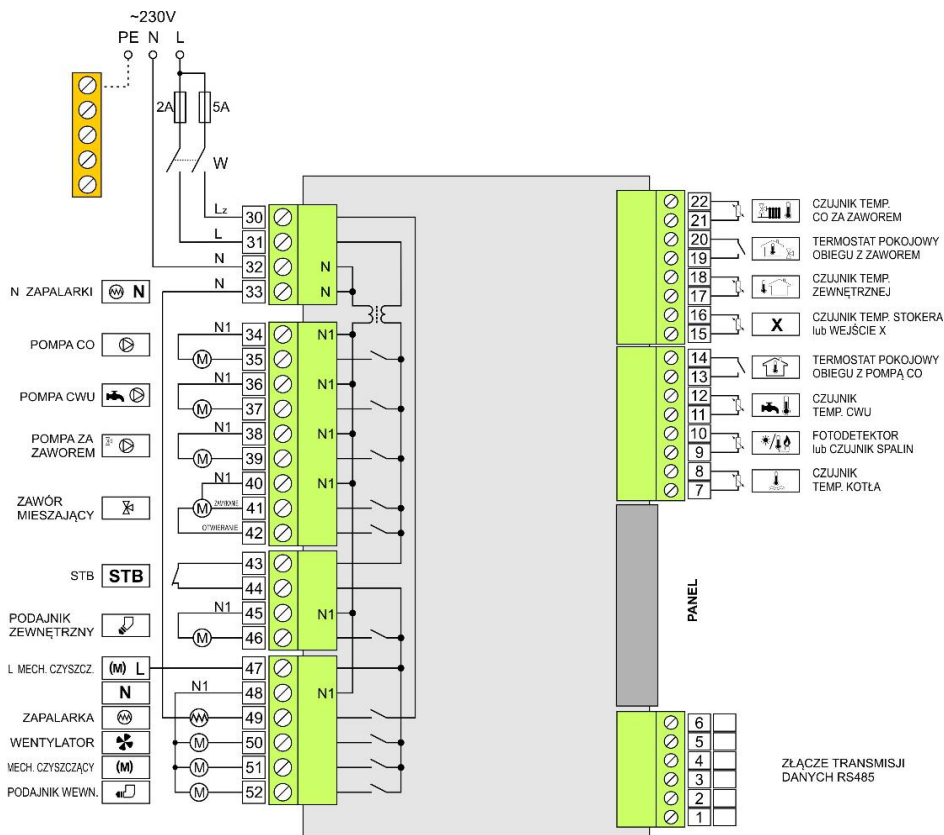 ~230V
PE N L
2A
5A
W
Lz
30
L
31
N
32
N
N
33
N
N ZAPALARKI
N
N1
34
N1
POMPA CO
M
35
N1
36
N1
POMPA CWU
M
37
N1
38
N1
POMPA ZA
ZAWOREM
M
39
N1
40
N1
ZAWÓR
MIESZAJĄCY
M
ZAMYKANIE
41
OTWIERANIE
42
43
STB
STB
44
N1
45
N1
PODAJNIK
ZEWNĘTRZNY
M
46
L MECH. CZYSZCZ.
(M) L
47
N
N1
48
N1
ZAPALARKA
49
WENTYLATOR
M
50
MECH. CZYSZCZĄCY
(M)
M
51
PODAJNIK WEWN.
M
52
22
21
CZUJNIK TEMP.
CO ZA ZAWOREM
20
19
TERMOSTAT POKOJOWY
OBIEGU Z ZAWOREM
18
17
CZUJNIK TEMP.
ZEWNĘTRZNEJ
16
15
X
CZUJNIK TEMP. STOKERA
lub WEJŚCIE X
14
13
TERMOSTAT POKOJOWY
OBIEGU Z POMPĄ CO
12
11
CZUJNIK
TEMP. CWU
10
9
FOTODETEKTOR
lub CZUJNIK SPALIN
8
7
CZUJNIK
TEMP. KOTŁA
PANEL
6
5
4
3
2
1
ZŁĄCZE TRANSMISJI
DANYCH RS485